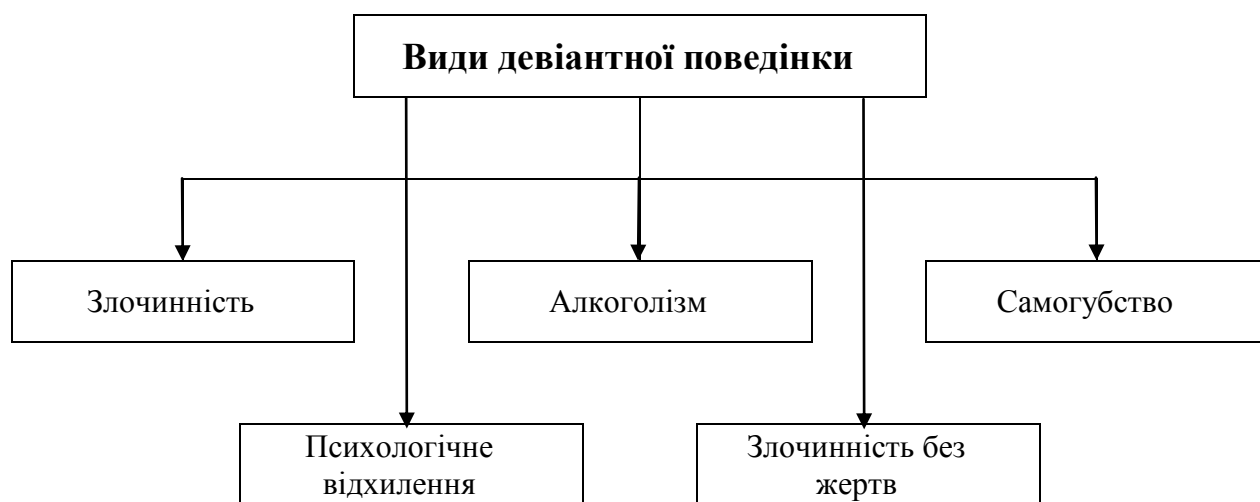 Види девіантної поведінки
Злочинність
Алкоголізм
Самогубство
Психологічне
відхилення
Злочинність без
жертв